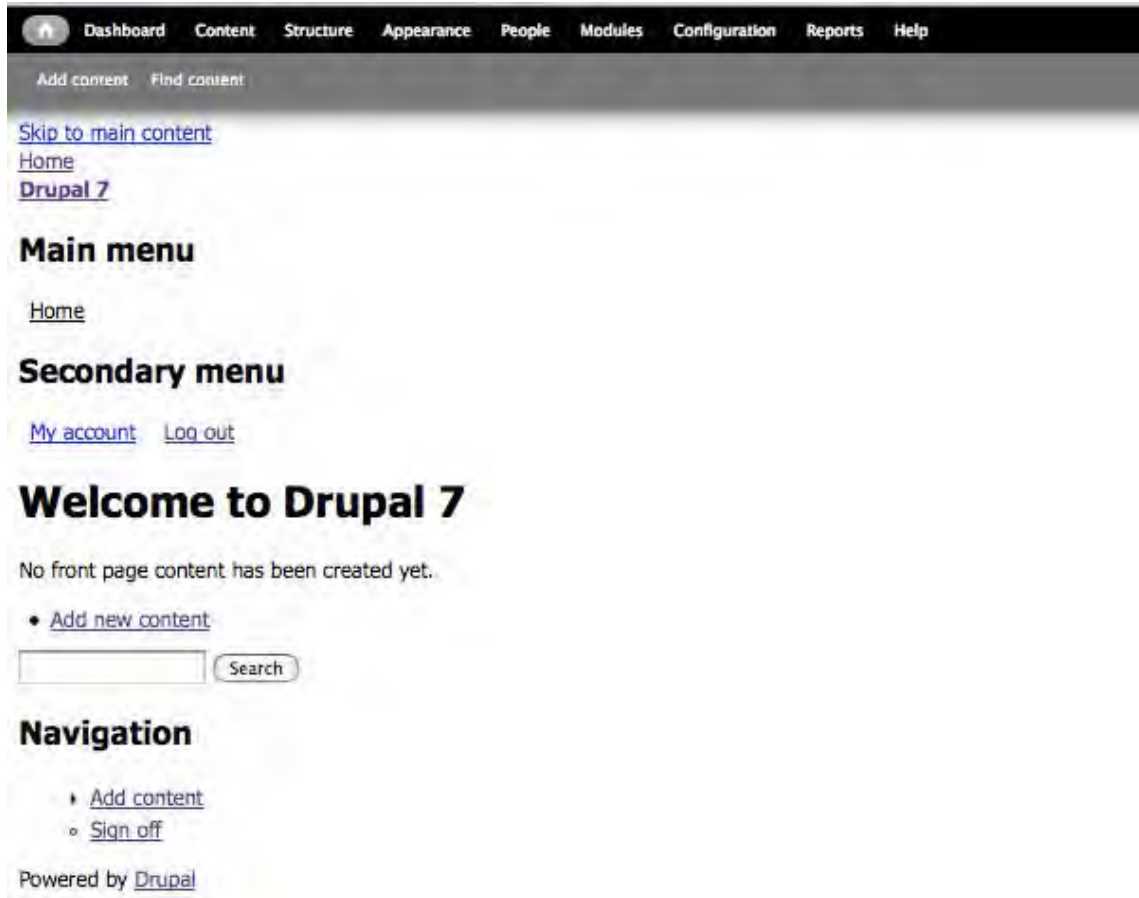 Dashboard Content Structure Appearance People Modules Configuration Reports Help
Add content Find content
Skip to main content
Home
Drupal 7
Main menu
Home
Secondary menu
My account Log out
Welcome to Drupal 7
No front page content has been created yet.
Add new content
Search
Navigation
Add content
Sign off
Powered by Drupal